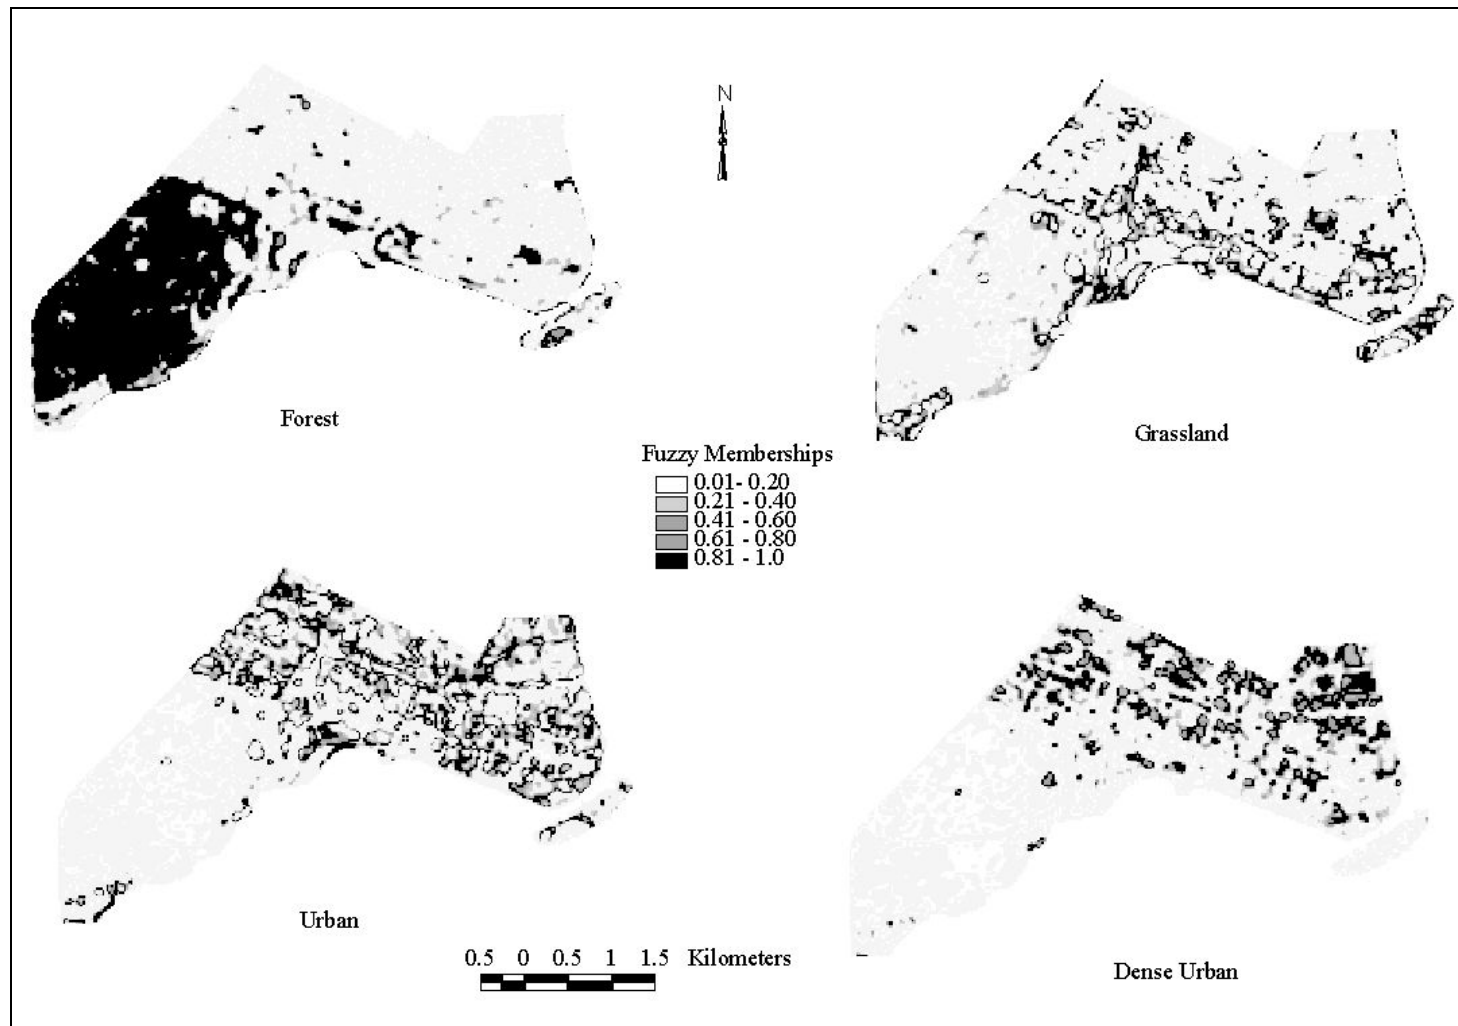 N
Forest
Grassland
Fuzzy Memberships
0.01- 0.20
0.21 - 0.40
0.41 - 0.60
0.61 - 0.80
0.81 - 1.0
Urban
Dense Urban
0.5 0 0.5 1 1.5 Kilometers